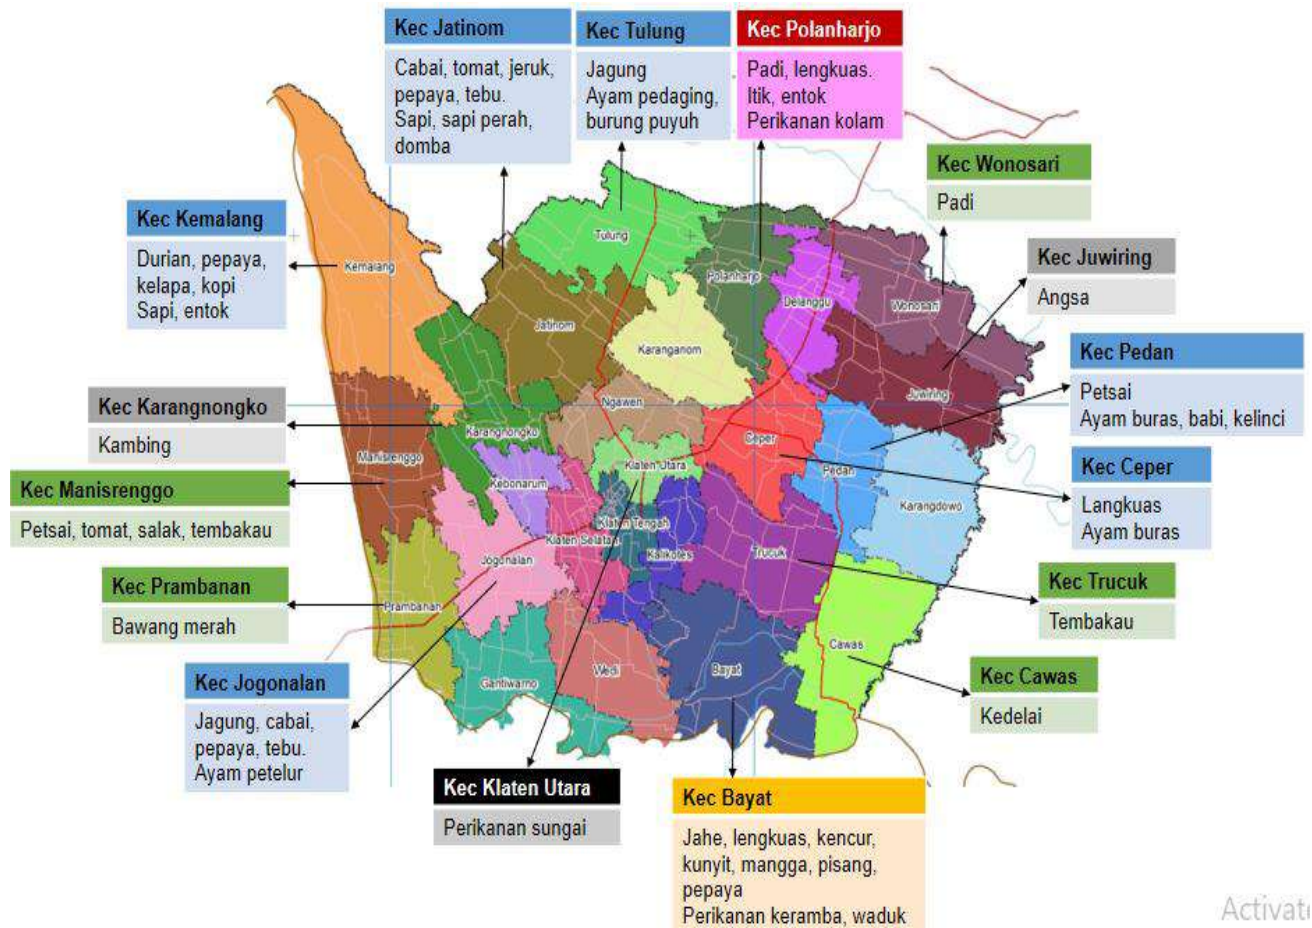 Kec Jatinom
Cabai, tomat, jeruk,
pepaya, tebu.
Sapi, sapi perah,
domba
Kec Tulung
Jagung
Ayam pedaging,
burung puyuh
Kec Polanharjo
Padi, lengkuas.
Itik, entok
Perikanan kolam
Kec Wonosari
Padi
Kec Kemalang
Durian, pepaya,
kelapa, kopi
Sapi, entok
Kec Juwiring
Angsa
Kec Pedan
Petsai
Ayam buras, babi, kelinci
Kec Karangnongko
Kambing
Kec Ceper
Langkuas
Ayam buras
Kec Manisrenggo
Petsai, tomat, salak, tembakau
Kec Prambanan
Bawang merah
Kec Trucuk
Tembakau
Kec Cawas
Kedelai
Kec Jogonalan
Jagung, cabai,
pepaya, tebu.
Ayam petelur
Kec Klaten Utara
Perikanan sungai
Kec Bayat
Jahe, lengkuas, kencur,
kunyit, mangga, pisang,
pepaya
Perikanan keramba, waduk
Kemalang
Tulung
Polanharjo
Delanggu
Wonosari
Jatinom
Karanganom
Juwiring
Ngawen
Karangnongko
Ceper
Manisrenggo
Klaten Utara
Pedan
Kebonarum
Karangdowo
Klaten Tengah
Klaten Selatan
Kalikotes
Trucuk
Jogonalan
Prambanan
Cawas
Wedi
Bayat
Gantiwarno
Activate